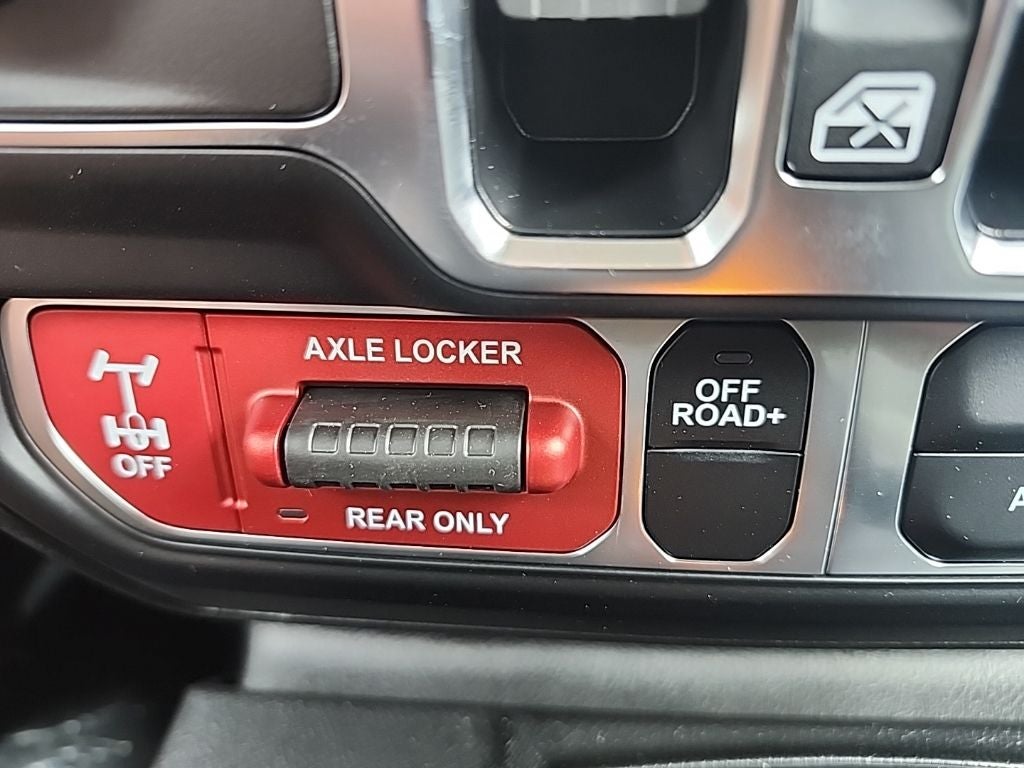 AXLE LOCKER
OFF
REAR ONLY
OFF
ROAD+
A